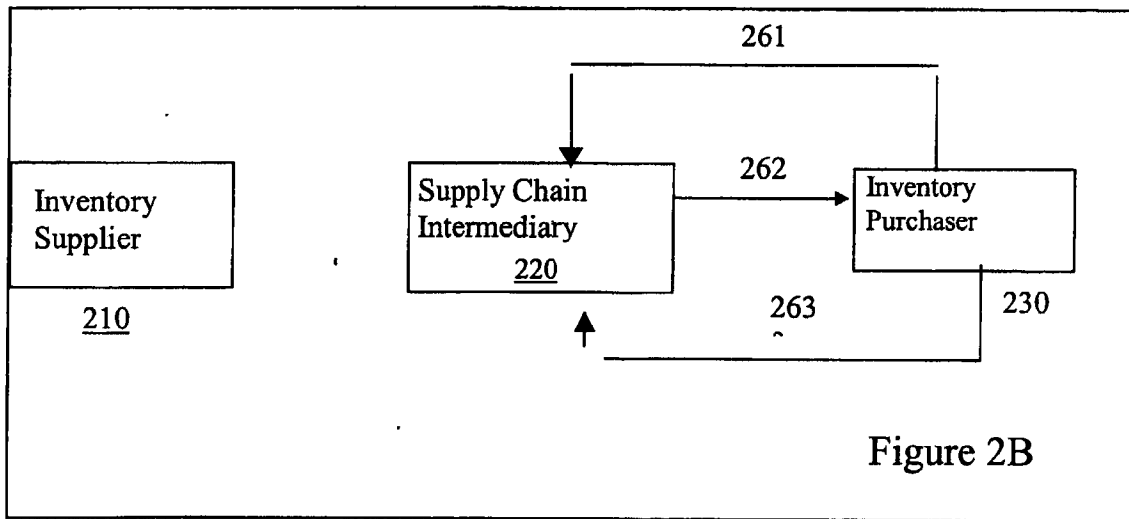 261
Inventory
Supplier
210
Supply Chain
Intermediary
220
262
Inventory
Purchaser
230
263
Figure 2B